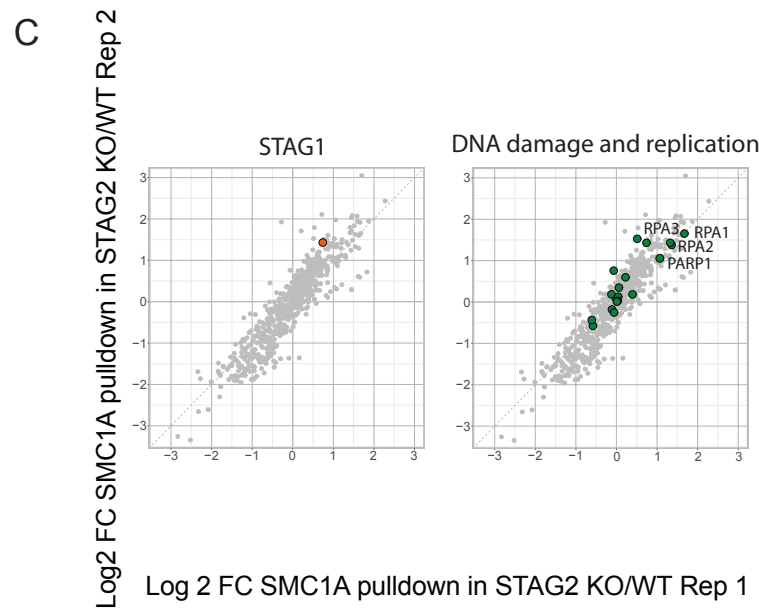 C
Log2 FC SMC1A pulldown in STAG2 KO/WT Rep 2
STAG1
3
2
1
0
−1
−2
−3
−3 −2 −1 0 1 2 3
DNA damage and replication
3
2
1
0
−1
−2
−3
RPA3
RPA1
RPA2
PARP1
−3 −2 −1 0 1 2 3
Log 2 FC SMC1A pulldown in STAG2 KO/WT Rep 1